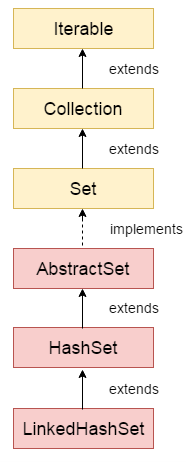 Iterable
extends
Collection
extends
Set
implements
AbstractSet
extends
HashSet
extends
LinkedHashSet